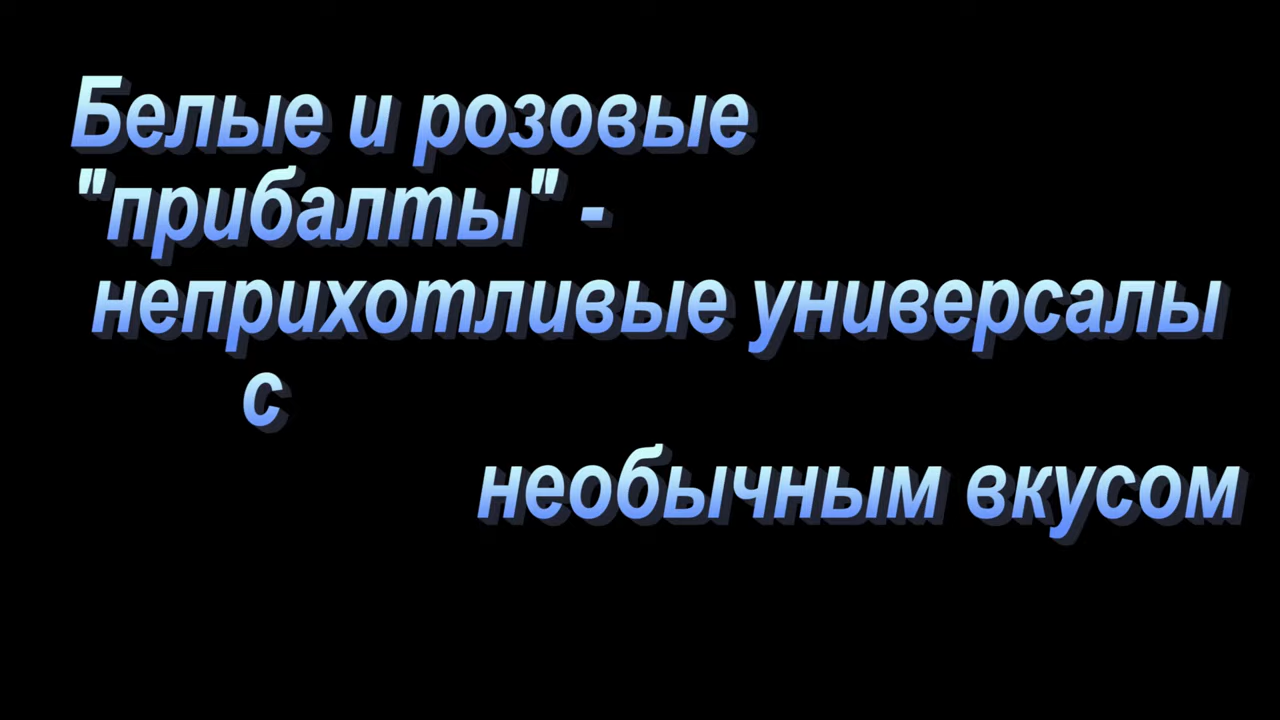 Белые и розовые
"прибалты" -
неприхотливые универсалы
с
необычным вкусом